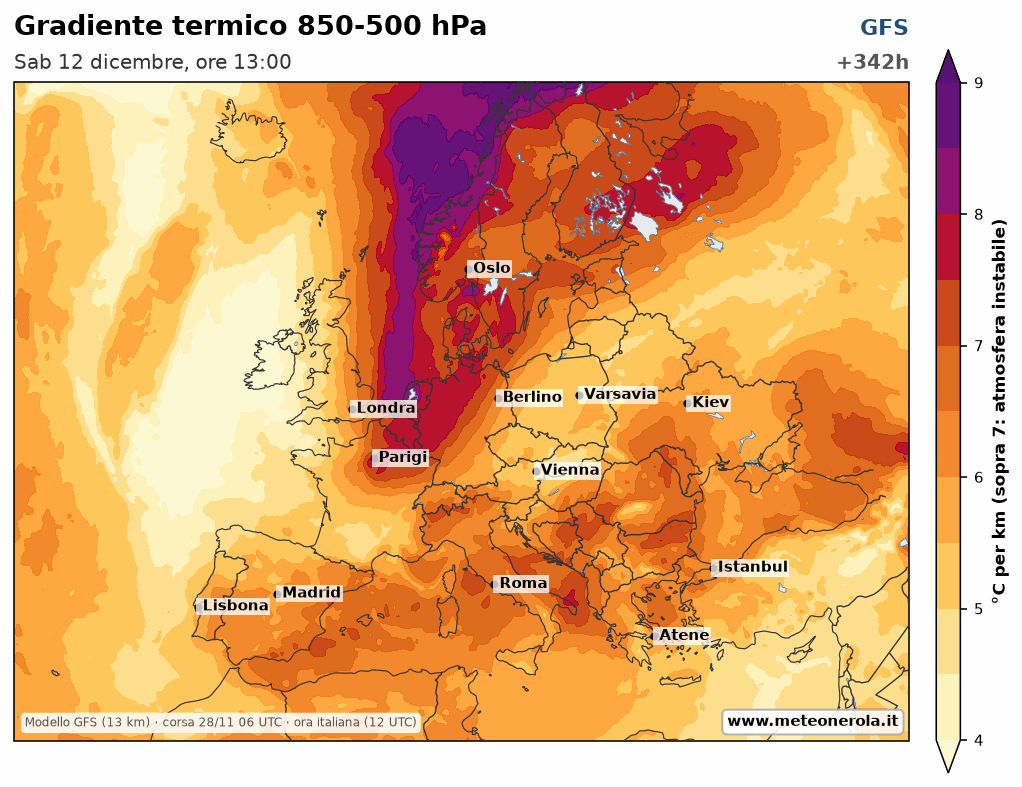 Gradiente termico 850-500 hPa
GFS
Sab 12 dicembre, ore 13:00
+342h
Oslo
Berlino
Varsavia
Kiev
Londra
Parigi
Vienna
Istanbul
Roma
Madrid
Lisbona
Atene
Modello GFS (13 km) · corsa 28/11 06 UTC · ora italiana (12 UTC)
www.meteonerola.it
9
8
7
6
5
4
°C per km (sopra 7: atmosfera instabile)